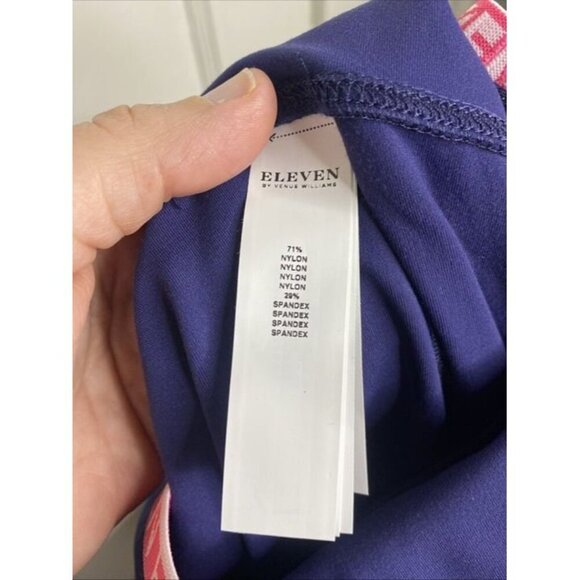 ELEVEN
BY VENUS WILLIAMS
71%
NYLON
NYLON
NYLON
NYLON
29%
SPANDEX
SPANDEX
SPANDEX
SPANDEX